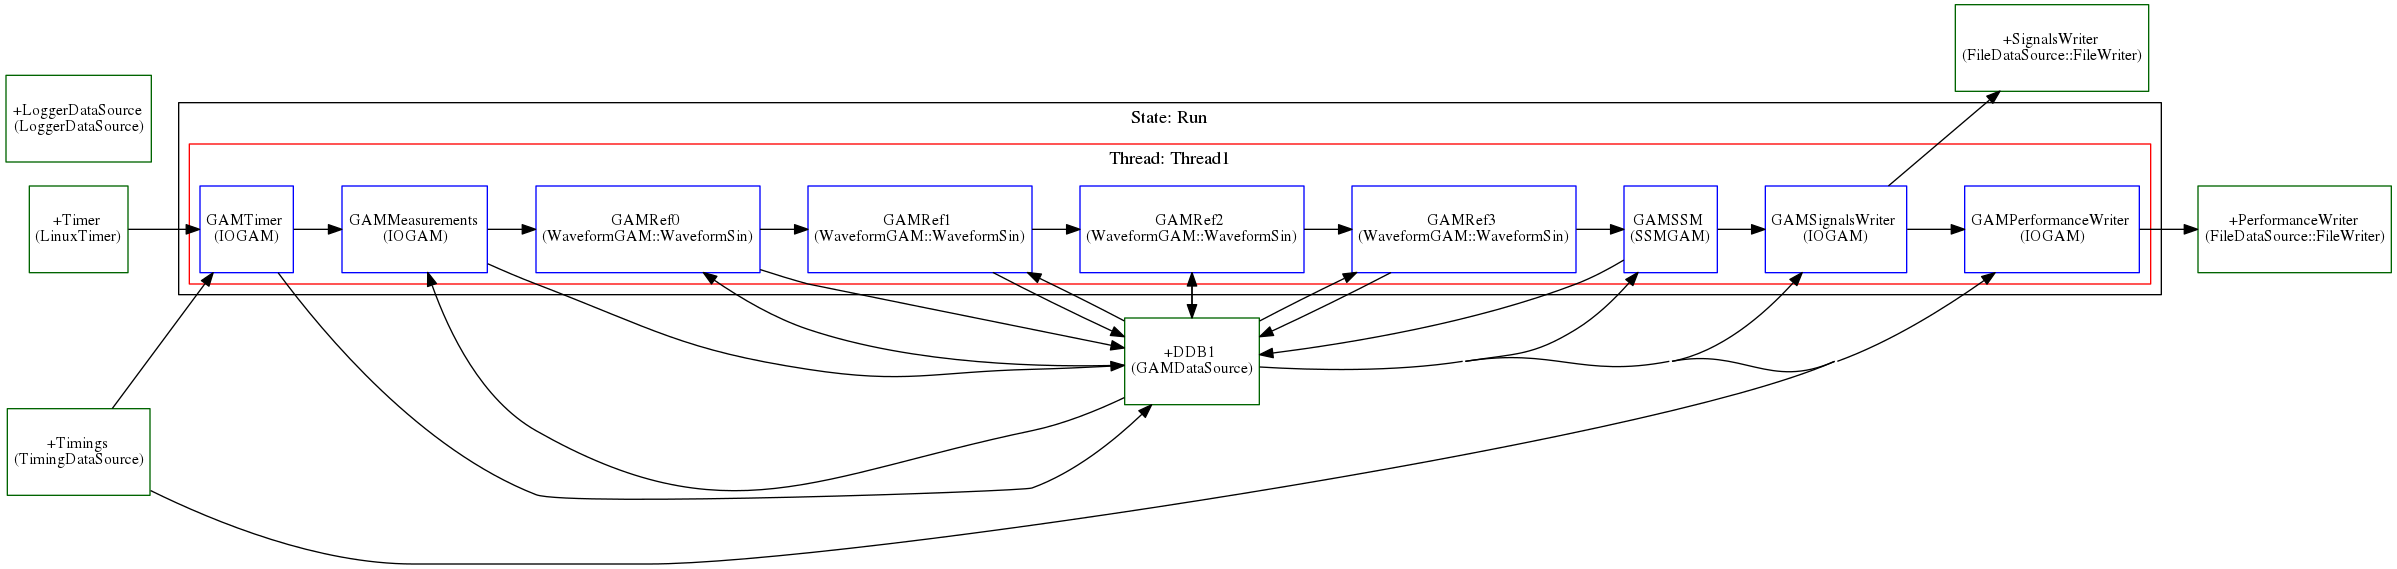 +SignalsWriter
(FileDataSource::FileWriter)
+LoggerDataSource
(LoggerDataSource)
State: Run
Thread: Thread1
+Timer
(LinuxTimer)
GAMTimer
(IOGAM)
GAMMeasurements
(IOGAM)
GAMRef0
(WaveformGAM::WaveformSin)
GAMRef1
(WaveformGAM::WaveformSin)
GAMRef2
(WaveformGAM::WaveformSin)
GAMRef3
(WaveformGAM::WaveformSin)
GAMSSM
(SSMGAM)
GAMSignalsWriter
(IOGAM)
GAMPerformanceWriter
(IOGAM)
+PerformanceWriter
(FileDataSource::FileWriter)
+DDB1
(GAMDataSource)
+Timings
(TimingDataSource)